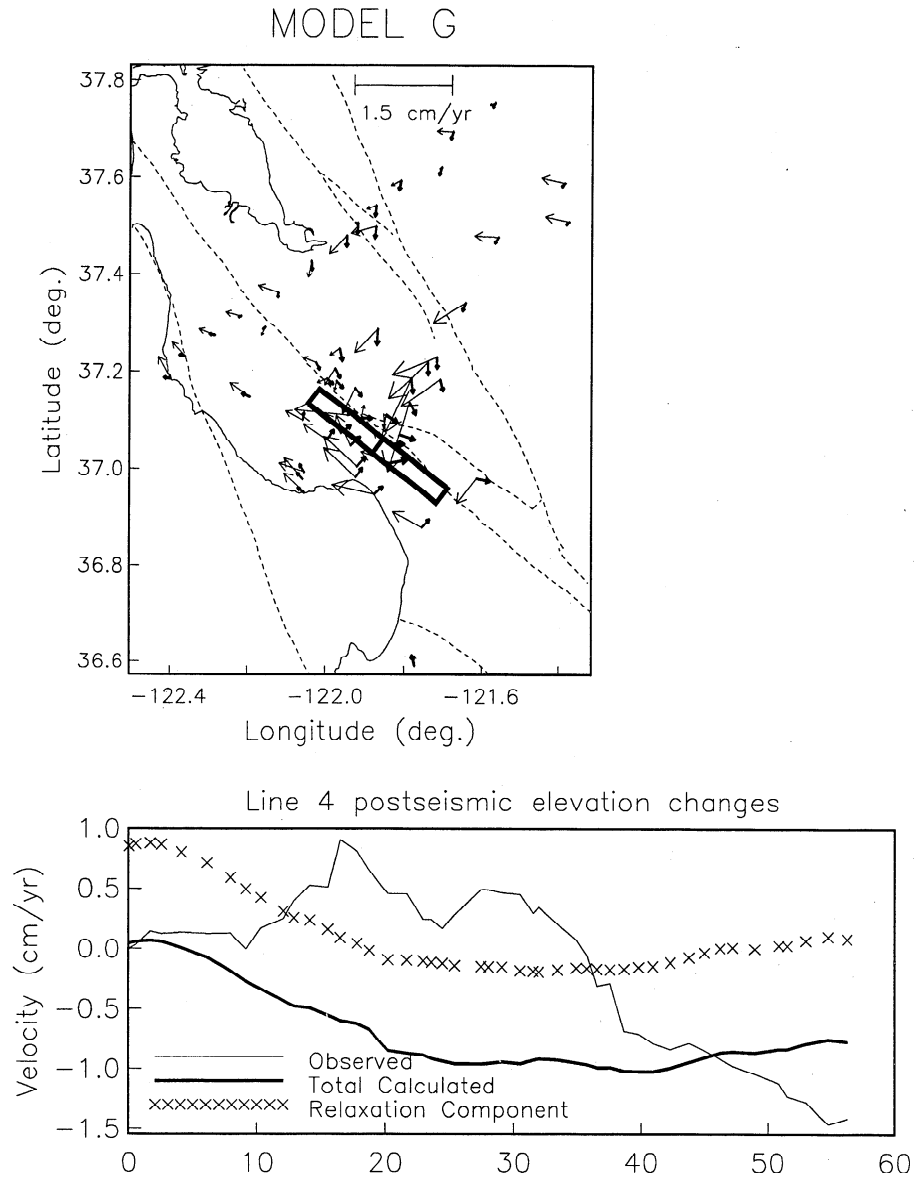 MODEL G
37.8
37.6
37.4
37.2
37.0
36.8
36.6
Latitude (deg.)
1.5 cm/yr
−122.4
−122.0
−121.6
Longitude (deg.)
Line 4 postseismic elevation changes
1.0
0.5
0.0
−0.5
−1.0
−1.5
Velocity (cm/yr)
Observed
Total Calculated
Relaxation Component
0
10
20
30
40
50
60